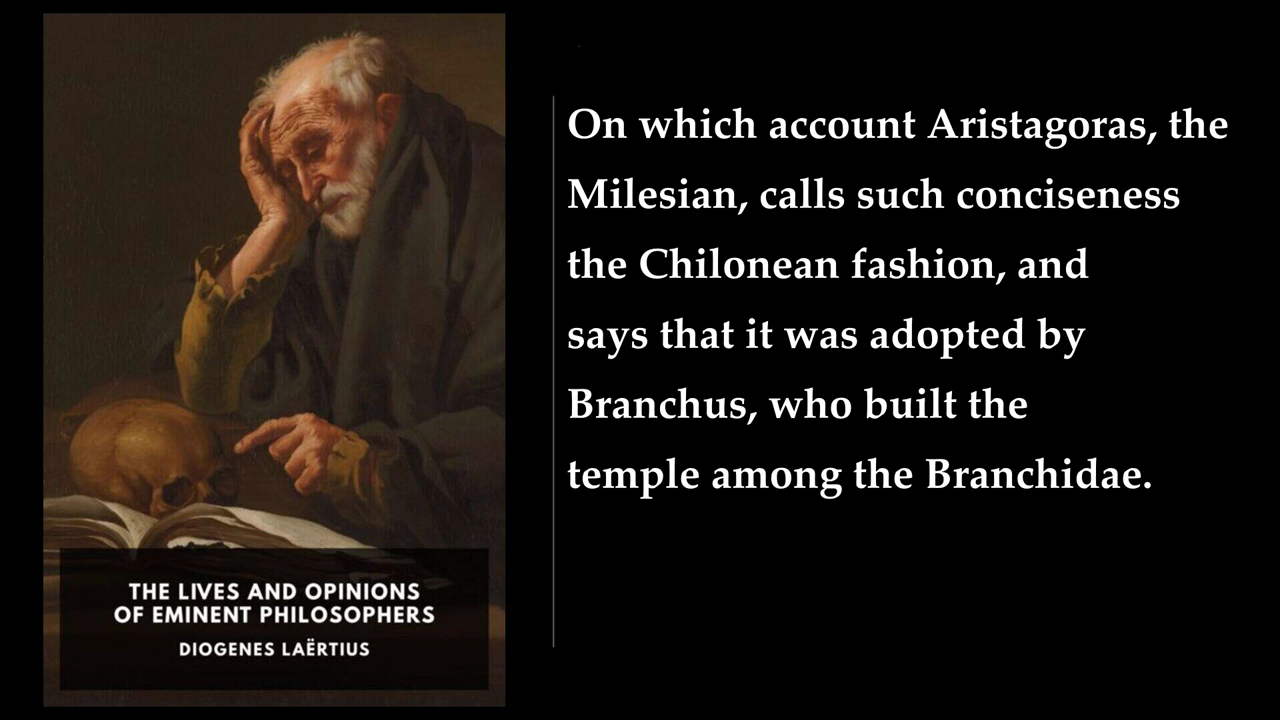 On which account Aristagoras, the
Milesian, calls such conciseness
the Chilonean fashion, and
says that it was adopted by
Branchus, who built the
temple among the Branchidae.
THE LIVES AND OPINIONS
OF EMINENT PHILOSOPHERS
DIOGENES LAËRTIUS